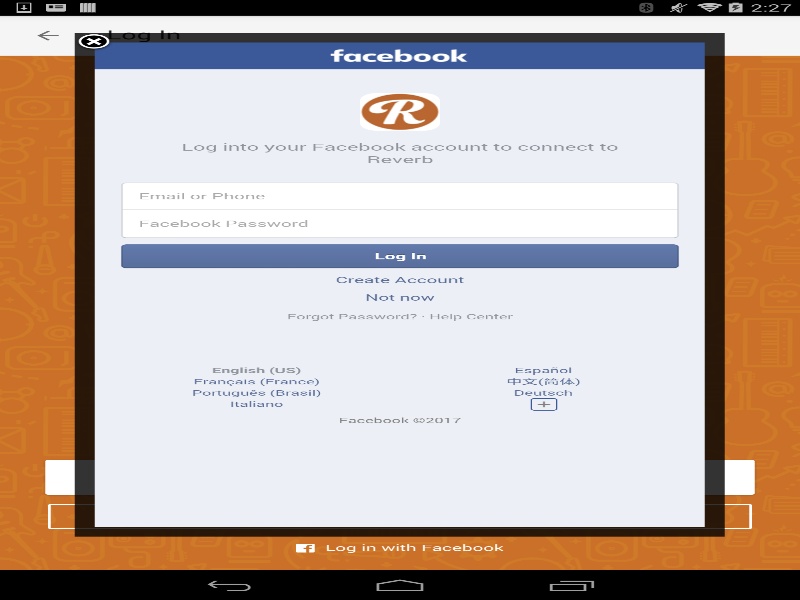 2:27
Log In
facebook
R
Log into your Facebook account to connect to
Reverb
Email or Phone
Facebook Password
Log In
Create Account
Not now
Forgot Password? · Help Center
English (US)
Español
Français (France)
中文(简体)
Português (Brasil)
Deutsch
Italiano
Facebook ©2017
Log in with Facebook